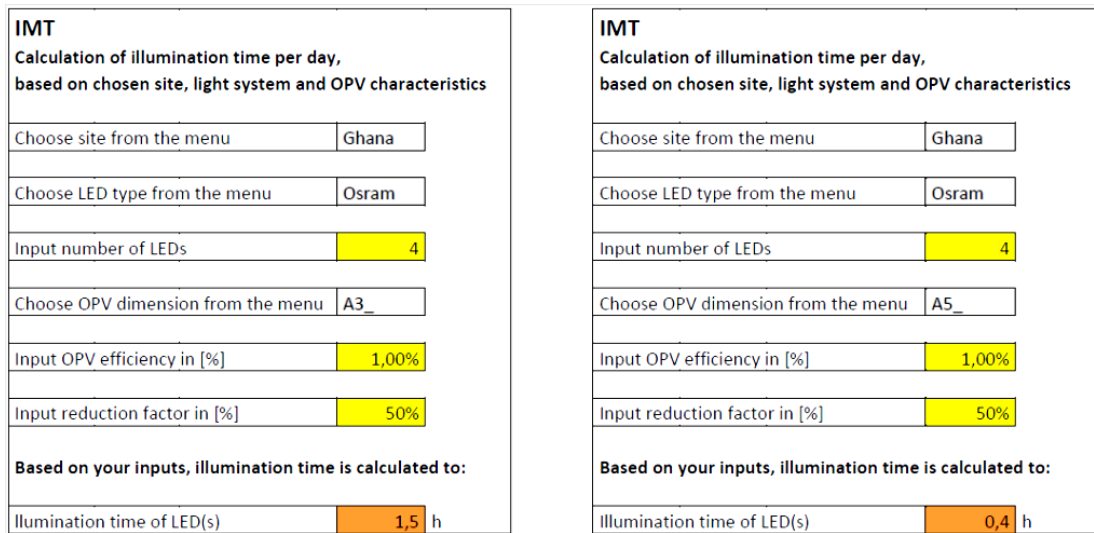 IMT
Calculation of illumination time per day,
based on chosen site, light system and OPV characteristics
Choose site from the menu Ghana
Choose LED type from the menu Osram
Input number of LEDs 4
Choose OPV dimension from the menu A3_
Input OPV efficiency in [%] 1,00%
Input reduction factor in [%] 50%
Based on your inputs, illumination time is calculated to:
llumination time of LED(s) 1,5 h
IMT
Calculation of illumination time per day,
based on chosen site, light system and OPV characteristics
Choose site from the menu Ghana
Choose LED type from the menu Osram
Input number of LEDs 4
Choose OPV dimension from the menu A5_
Input OPV efficiency in [%] 1,00%
Input reduction factor in [%] 50%
Based on your inputs, illumination time is calculated to:
Illumination time of LED(s) 0,4 h